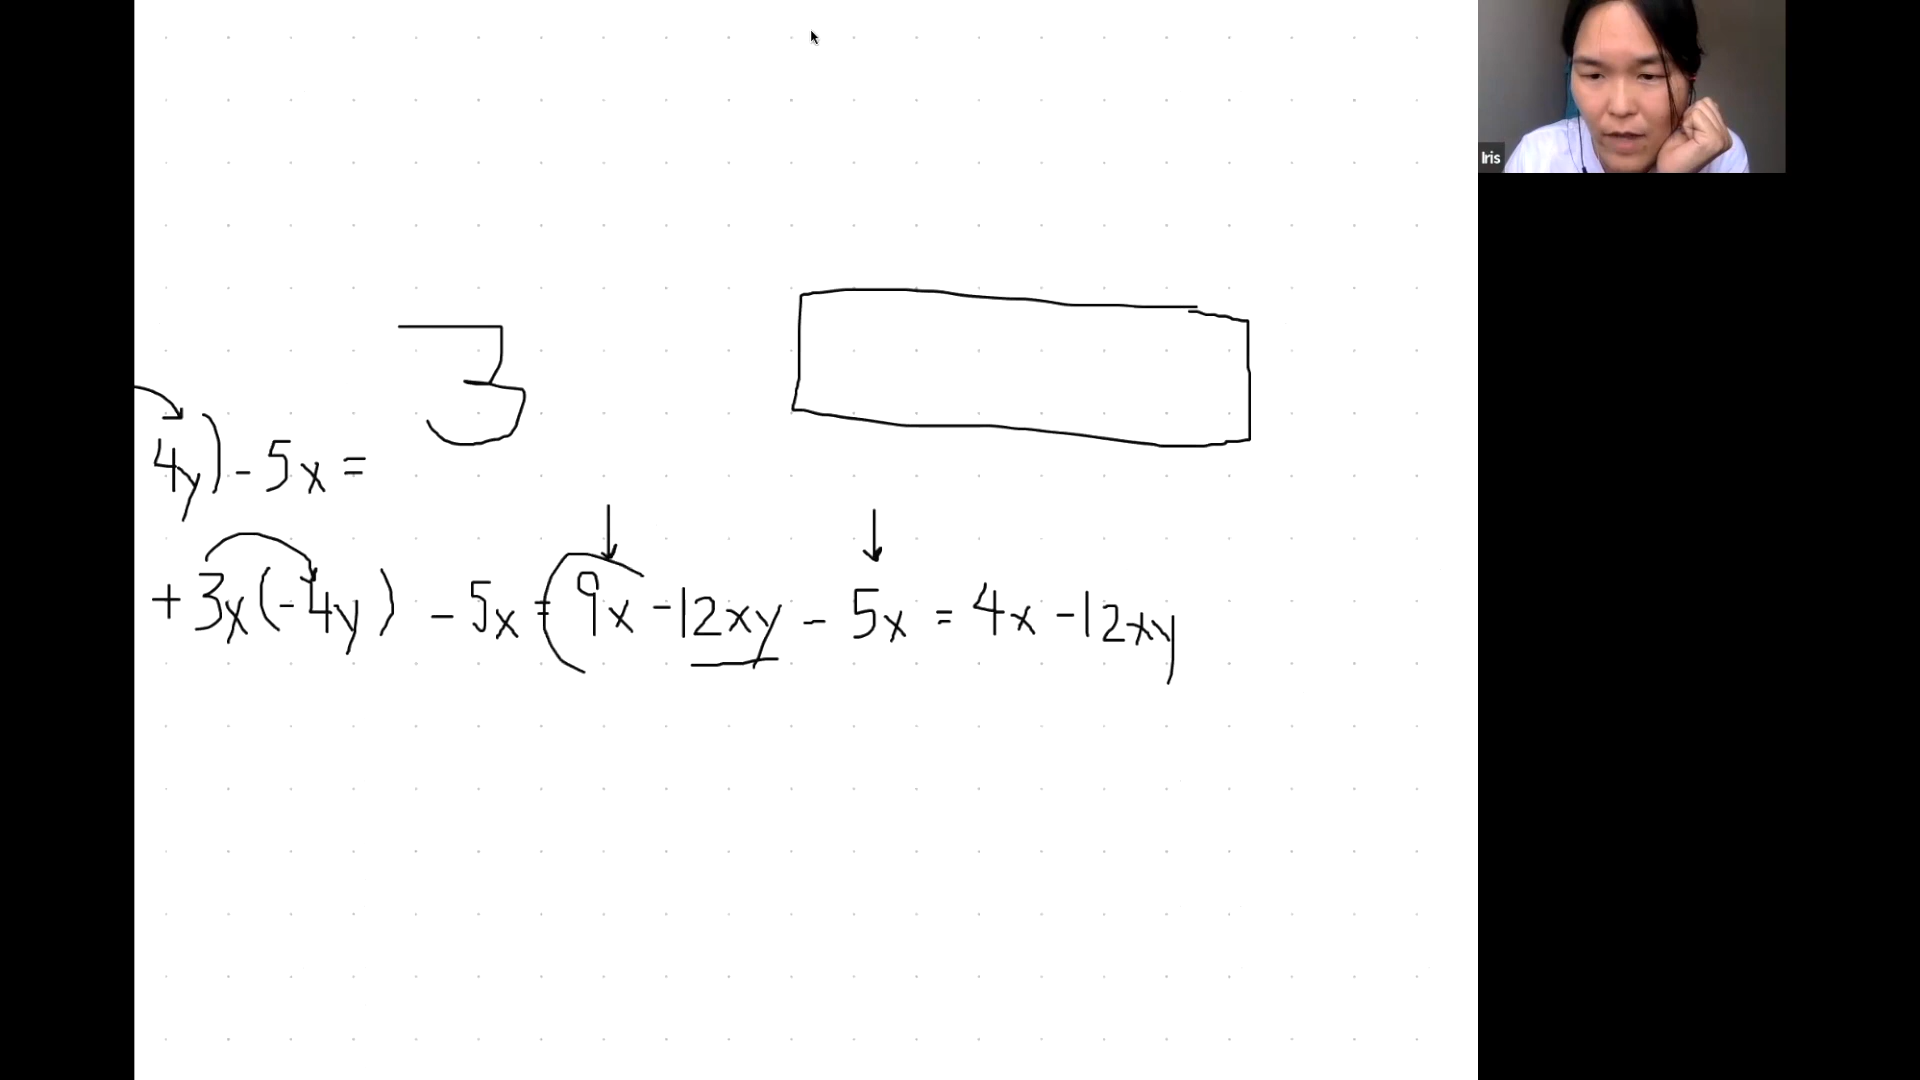 Iris
3
4y) - 5x =
+ 3x(-4y) - 5x = (9x - 12xy - 5x = 4x - 12xy